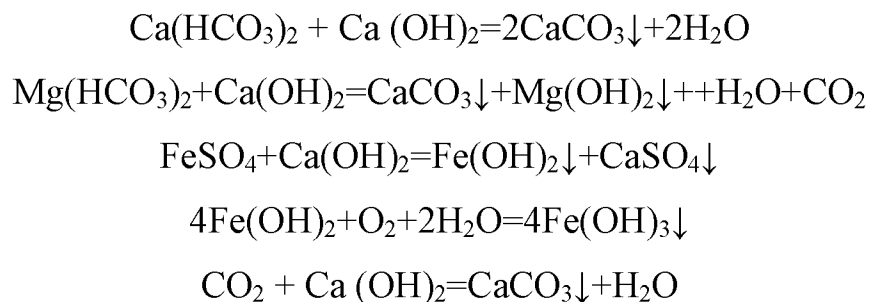 Ca(HCO₃)₂ + Ca (OH)₂=2CaCO₃↓+2H₂O
Mg(HCO₃)₂+Ca(OH)₂=CaCO₃↓+Mg(OH)₂↓++H₂O+CO₂
FeSO₄+Ca(OH)₂=Fe(OH)₂↓+CaSO₄↓
4Fe(OH)₂+O₂+2H₂O=4Fe(OH)₃↓
CO₂ + Ca (OH)₂=CaCO₃↓+H₂O